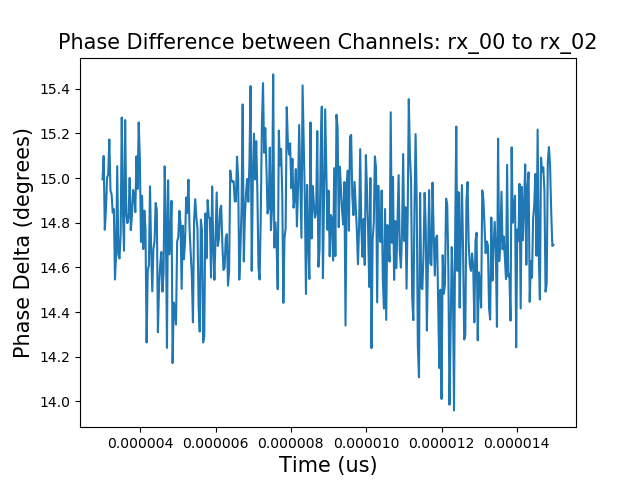 Phase Difference between Channels: rx_00 to rx_02
Phase Delta (degrees)
15.4
15.2
15.0
14.8
14.6
14.4
14.2
14.0
0.000004 0.000006 0.000008 0.000010 0.000012 0.000014
Time (us)